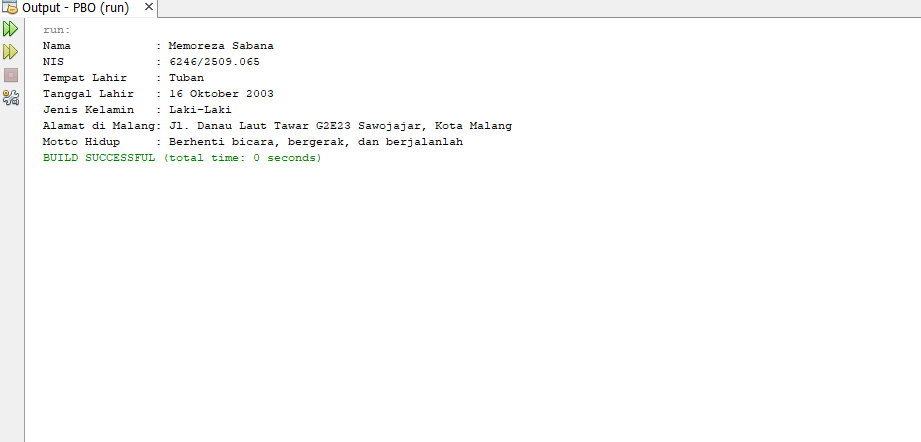 Output - PBO (run)
run:
Nama            : Memoreza Sabana
NIS             : 6246/2509.065
Tempat Lahir    : Tuban
Tanggal Lahir   : 16 Oktober 2003
Jenis Kelamin   : Laki-Laki
Alamat di Malang: Jl. Danau Laut Tawar G2E23 Sawojajar, Kota Malang
Motto Hidup     : Berhenti bicara, bergerak, dan berjalanlah
BUILD SUCCESSFUL (total time: 0 seconds)